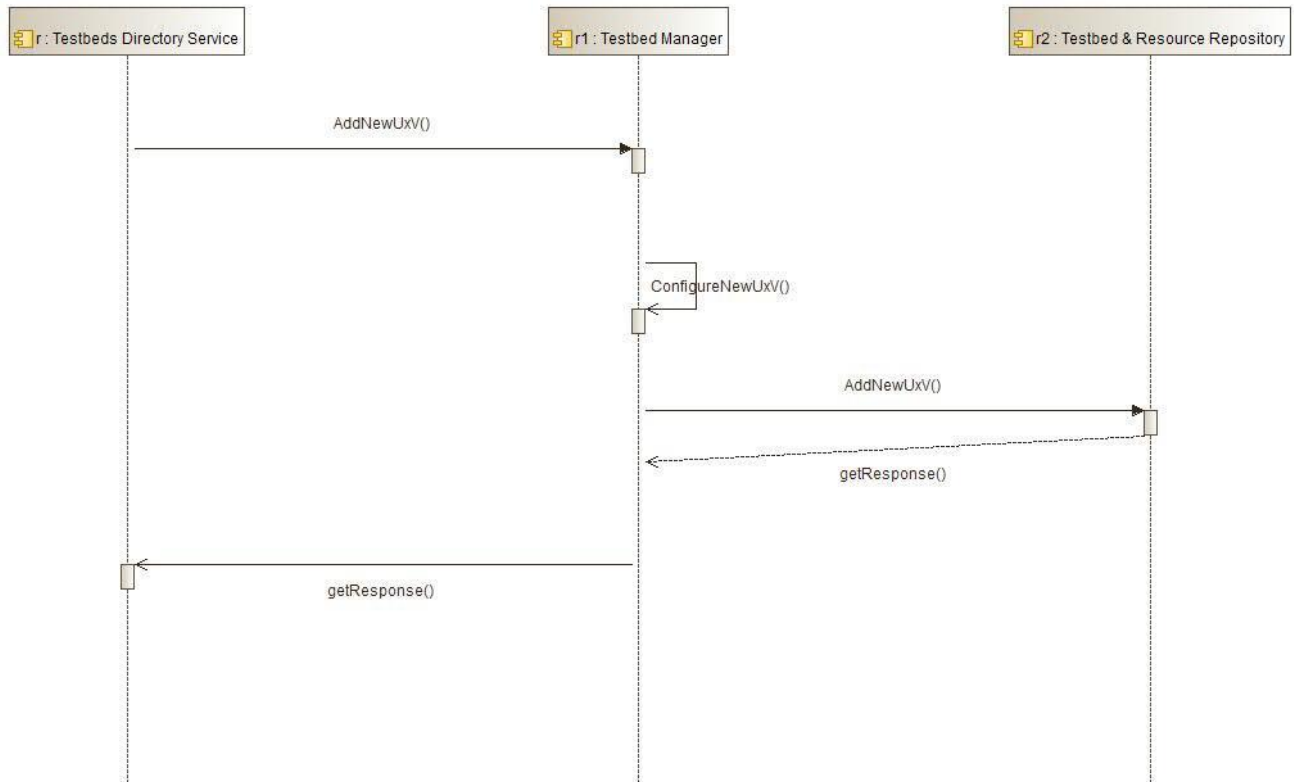 r : Testbeds Directory Service
r1 : Testbed Manager
r2 : Testbed & Resource Repository
AddNewUxV()
ConfigureNewUxV()
AddNewUxV()
getResponse()
getResponse()